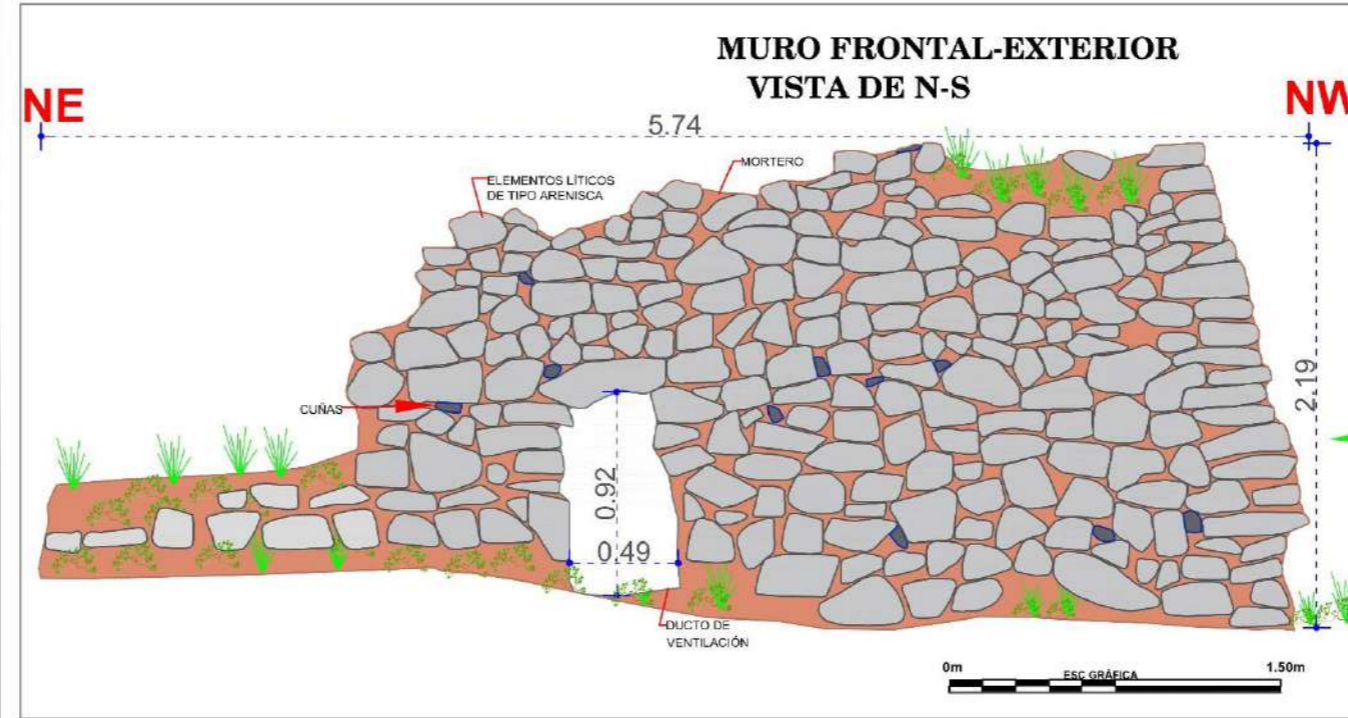 MURO FRONTAL-EXTERIOR
VISTA DE N-S
NE
NW
5.74
MORTERO
ELEMENTOS LÍTICOS
DE TIPO ARENISCA
2.19
CUÑAS
0.92
0.49
DUCTO DE
VENTILACIÓN
0m
1.50m
ESC GRÁFICA